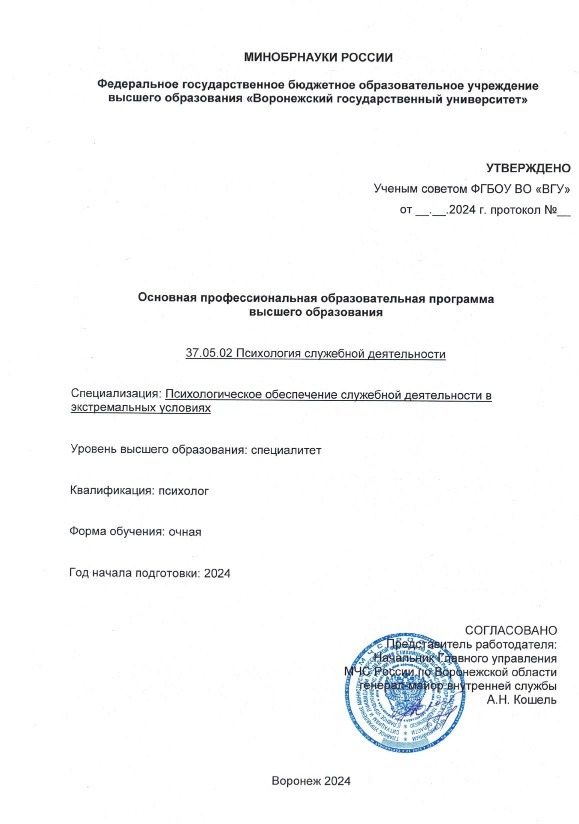 МИНОБРНАУКИ РОССИИ
Федеральное государственное бюджетное образовательное учреждение
высшего образования «Воронежский государственный университет»
УТВЕРЖДЕНО
Ученым советом ФГБОУ ВО «ВГУ»
от __.__.2024 г. протокол №__
Основная профессиональная образовательная программа
высшего образования
37.05.02 Психология служебной деятельности
Специализация: Психологическое обеспечение служебной деятельности в
экстремальных условиях
Уровень высшего образования: специалитет
Квалификация: психолог
Форма обучения: очная
Год начала подготовки: 2024
СОГЛАСОВАНО
Представитель работодателя:
Начальник Главного управления
МЧС России по Воронежской области
генерал-майор внутренней службы
А.Н. Кошель
Воронеж 2024